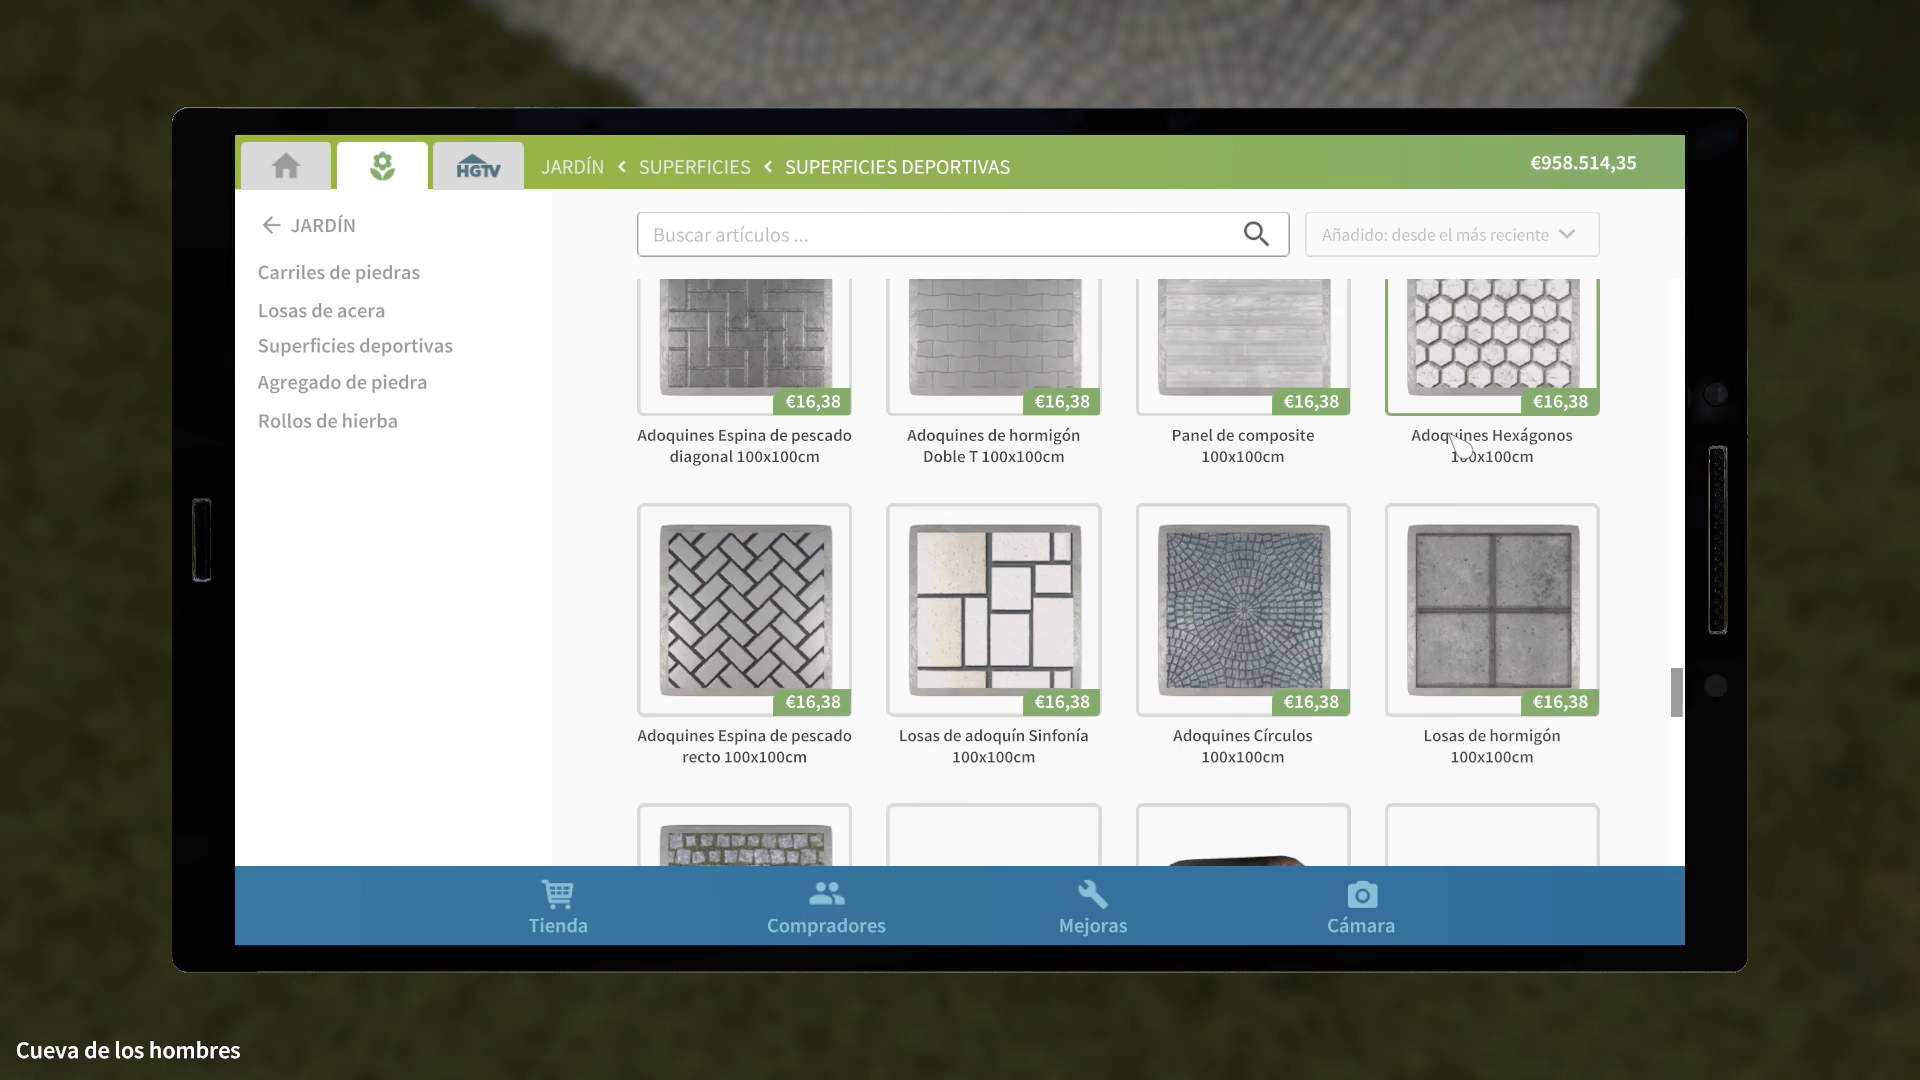 HGTV
JARDÍN < SUPERFICIES < SUPERFICIES DEPORTIVAS
€958.514,35
← JARDÍN
Carriles de piedras
Losas de acera
Superficies deportivas
Agregado de piedra
Rollos de hierba
Buscar artículos ...
Añadido: desde el más reciente
€16,38
€16,38
€16,38
€16,38
Adoquines Espina de pescado
diagonal 100x100cm
Adoquines de hormigón
Doble T 100x100cm
Panel de composite
100x100cm
Adoquines Hexágonos
100x100cm
€16,38
€16,38
€16,38
€16,38
Adoquines Espina de pescado
recto 100x100cm
Losas de adoquín Sinfonía
100x100cm
Adoquines Círculos
100x100cm
Losas de hormigón
100x100cm
Tienda
Compradores
Mejoras
Cámara
Cueva de los hombres